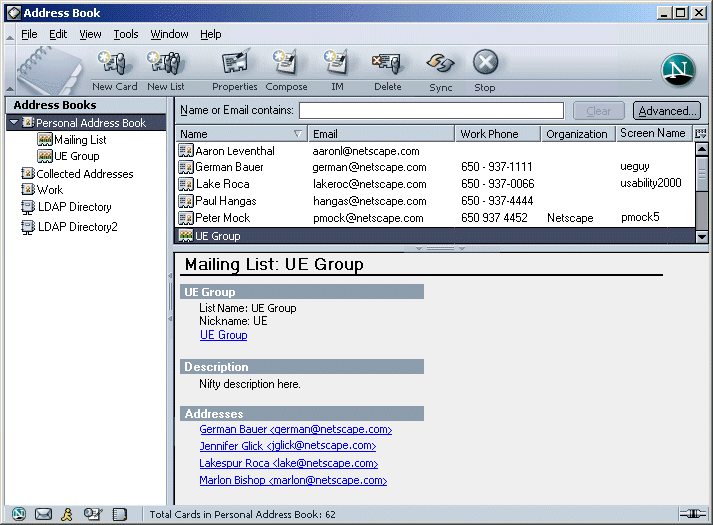 Address Book
File Edit View Tools Window Help
New Card New List Properties Compose IM Delete Sync Stop
N
Address Books
Personal Address Book
Mailing List
UE Group
Collected Addresses
Work
LDAP Directory
LDAP Directory2
Name or Email contains: Clear Advanced...
Name Email Work Phone Organization Screen Name
Aaron Leventhal aaronl@netscape.com
German Bauer german@netscape.com 650 - 937-1111 ueguy
Lake Roca lakeroc@netscape.com 650 - 937-0066 usability2000
Paul Hangas hangas@netscape.com 650 - 937-4444
Peter Mock pmock@netscape.com 650 937 4452 Netscape pmock5
UE Group
Mailing List: UE Group
UE Group
List Name: UE Group
Nickname: UE
UE Group
Description
Nifty description here.
Addresses
German Bauer <german@netscape.com>
Jennifer Glick <jglick@netscape.com>
Lakespur Roca <lake@netscape.com>
Marlon Bishop <marlon@netscape.com>
Total Cards in Personal Address Book: 62